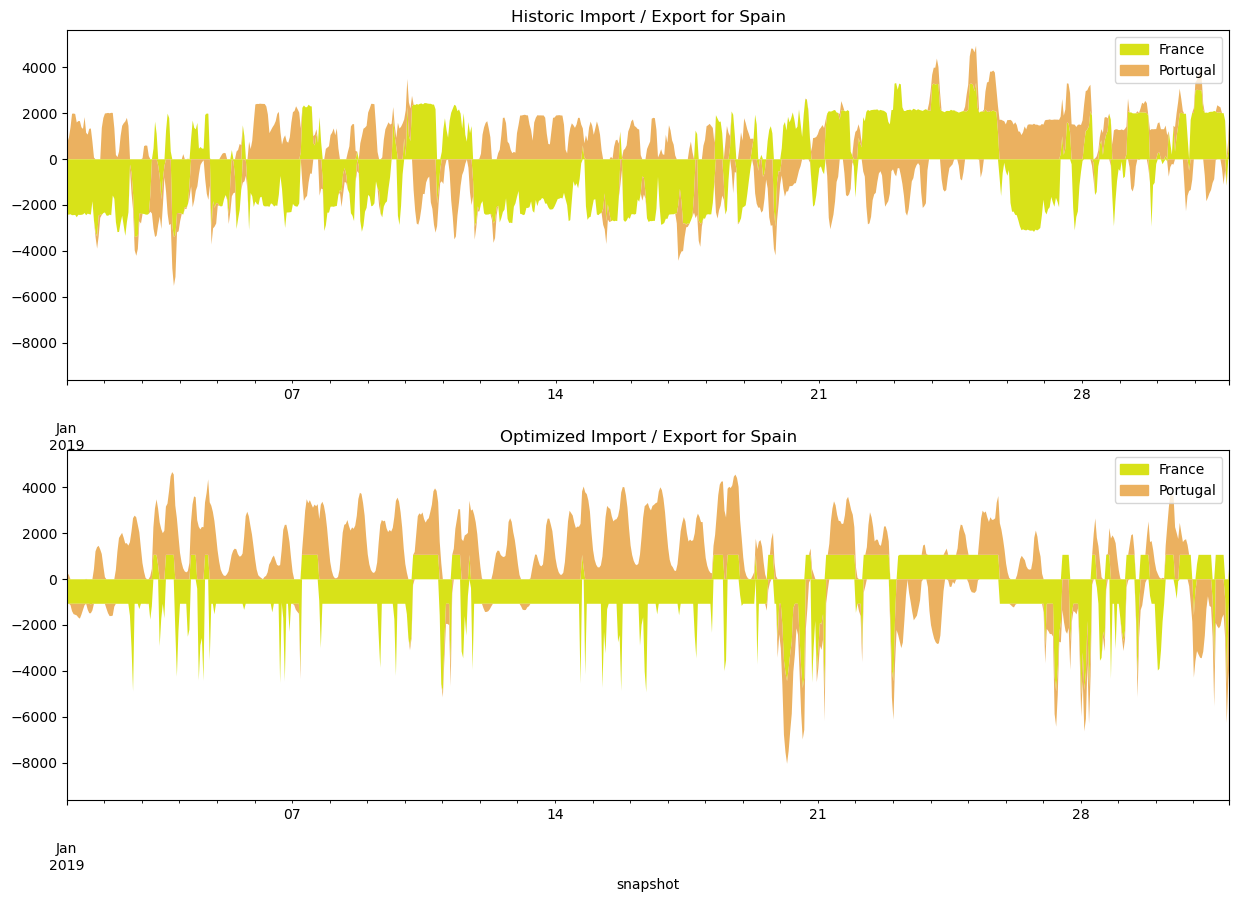 Historic Import / Export for Spain
France
Portugal
4000
2000
0
−2000
−4000
−6000
−8000
07
14
21
28
Jan
2019
Optimized Import / Export for Spain
France
Portugal
4000
2000
0
−2000
−4000
−6000
−8000
07
14
21
28
Jan
2019
snapshot